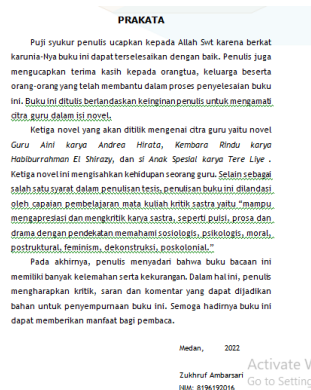 PRAKATA
Puji syukur penulis ucapkan kepada Allah Swt karena berkat
karunia-Nya buku ini dapat terselesaikan dengan baik. Penulis juga
mengucapkan terima kasih kepada orangtua, keluarga beserta
orang-orang yang telah membantu dalam proses penyelesaian buku
ini. Buku ini ditulis berlandaskan keinginan penulis untuk mengamati
citra guru dalam isi novel.
Ketiga novel yang akan ditilik mengenai citra guru yaitu novel
Guru Aini karya Andrea Hirata, Kembara Rindu karya
Habiburrahman El Shirazy, dan si Anak Spesial karya Tere Liye .
Ketiga novel ini mengisahkan kehidupan seorang guru. Selain sebagai
salah satu syarat dalam penulisan tesis, penulisan buku ini dilandasi
oleh capaian pembelajaran mata kuliah kritik sastra yaitu “mampu
mengapresiasi dan mengkritik karya sastra, seperti puisi, prosa dan
drama dengan pendekatan memahami sosiologis, psikologis, moral,
postruktural, feminism, dekonstruksi, poskolonial.”
Pada akhirnya, penulis menyadari bahwa buku bacaan ini
memiliki banyak kelemahan serta kekurangan. Dalam hal ini, penulis
mengharapkan kritik, saran dan komentar yang dapat dijadikan
bahan untuk penyempurnaan buku ini. Semoga hadirnya buku ini
dapat memberikan manfaat bagi pembaca.
Medan, 2022
Activate W
Zukhruf Ambarsari
Go to Setting
NIM: 8196192016